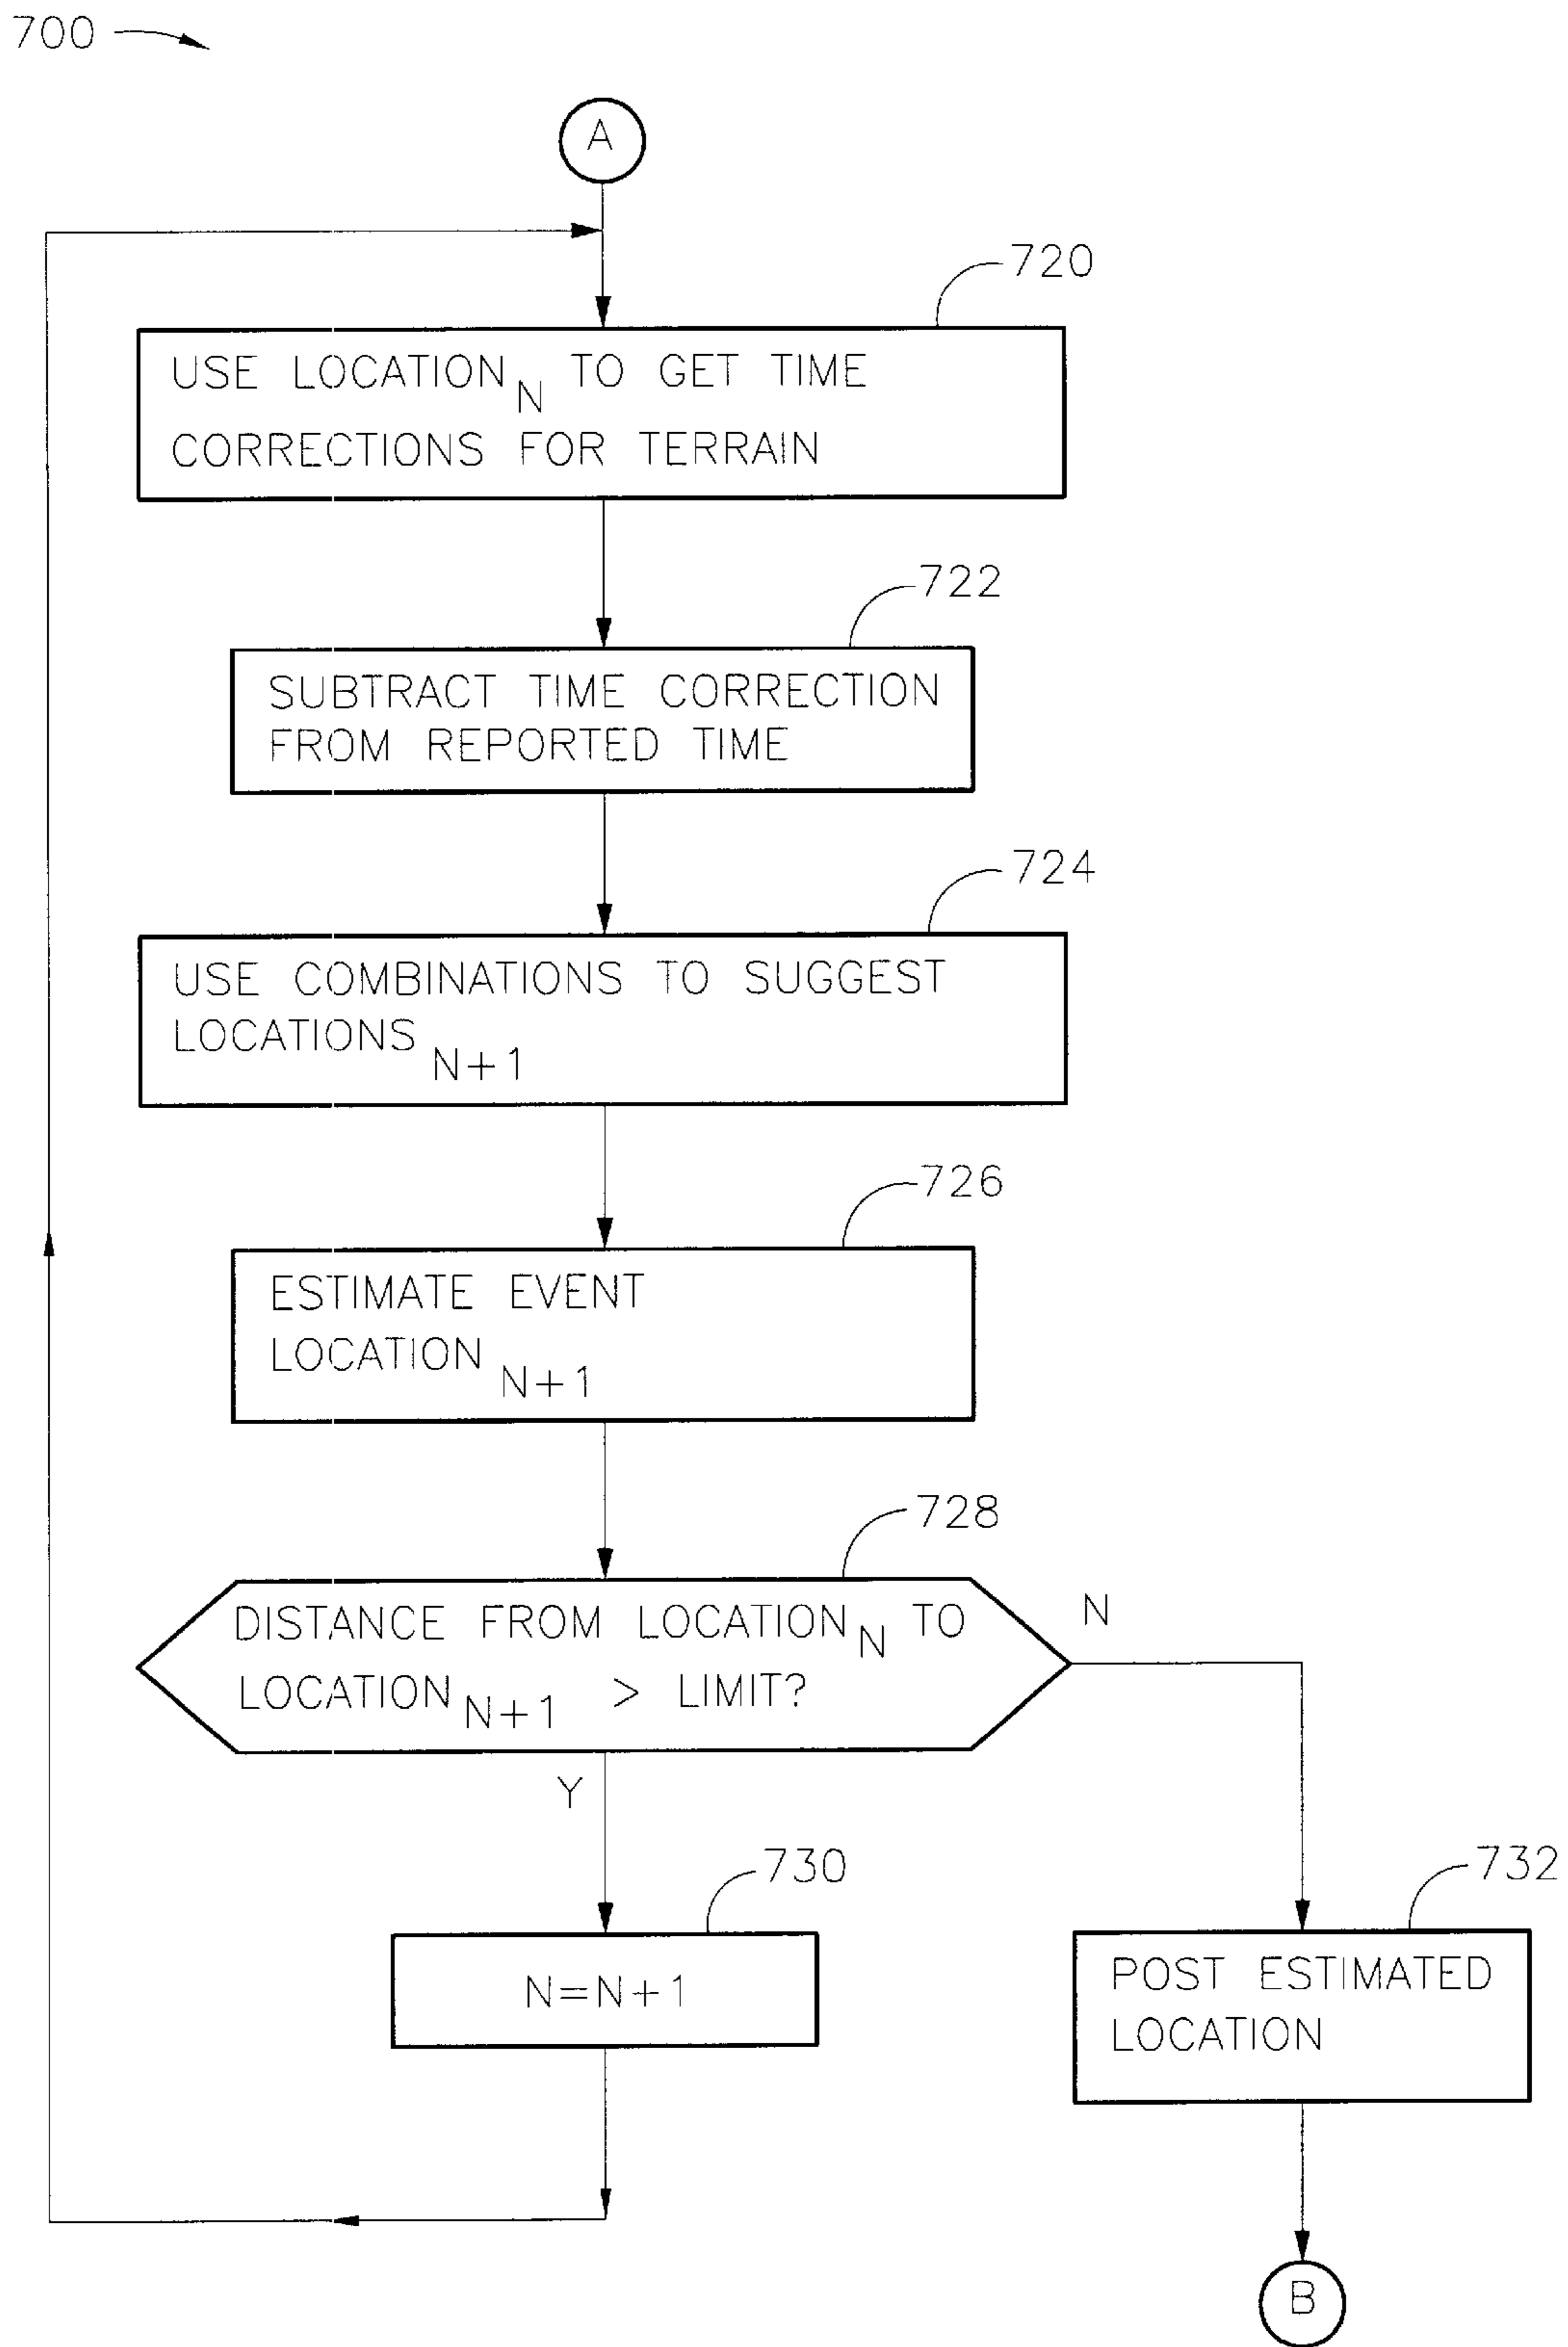 700
A
720
USE LOCATION N TO GET TIME
CORRECTIONS FOR TERRAIN
722
SUBTRACT TIME CORRECTION
FROM REPORTED TIME
724
USE COMBINATIONS TO SUGGEST
LOCATIONS N+1
726
ESTIMATE EVENT
LOCATION N+1
728
DISTANCE FROM LOCATION N TO
LOCATION N+1 > LIMIT?
N
Y
730
N=N+1
732
POST ESTIMATED
LOCATION
B